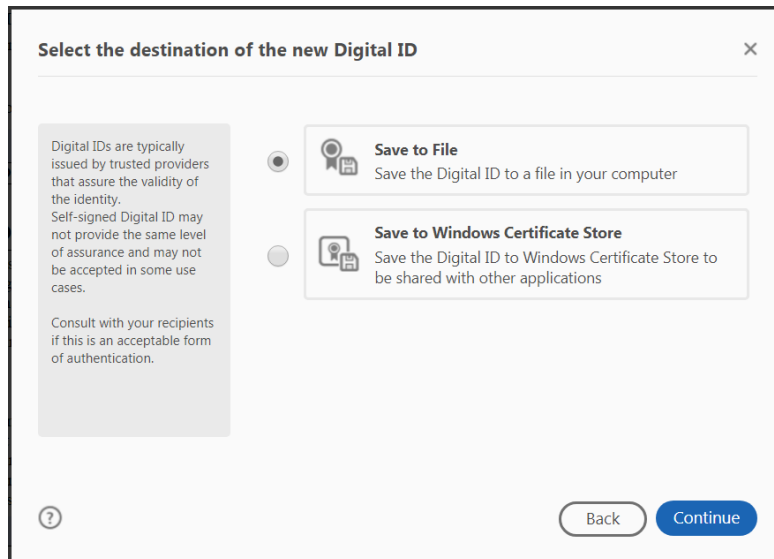 Select the destination of the new Digital ID
Digital IDs are typically
issued by trusted providers
that assure the validity of
the identity.
Self-signed Digital ID may
not provide the same level
of assurance and may not
be accepted in some use
cases.
Consult with your recipients
if this is an acceptable form
of authentication.
Save to File
Save the Digital ID to a file in your computer
Save to Windows Certificate Store
Save the Digital ID to Windows Certificate Store to
be shared with other applications
?
Back
Continue